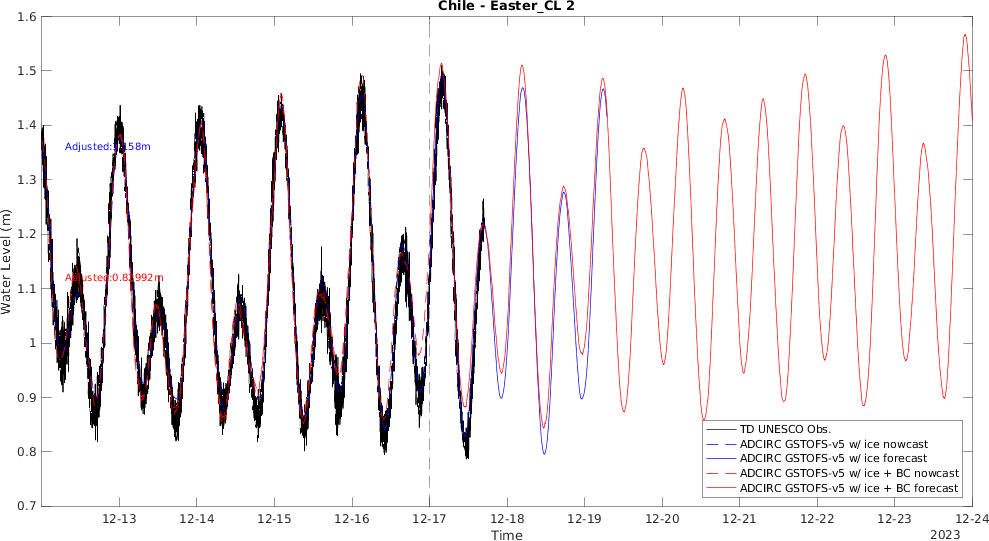 Chile - Easter_CL 2
1.6
1.5
1.4
1.3
1.2
1.1
1
0.9
0.8
0.7
Water Level (m)
Adjusted:
Adjusted:0.83992m
TD UNESCO Obs.
ADCIRC GSTOFS-v5 w/ ice nowcast
ADCIRC GSTOFS-v5 w/ ice forecast
ADCIRC GSTOFS-v5 w/ ice + BC nowcast
ADCIRC GSTOFS-v5 w/ ice + BC forecast
12-13 12-14 12-15 12-16 12-17 12-18 12-19 12-20 12-21 12-22 12-23 12-24
Time
2023